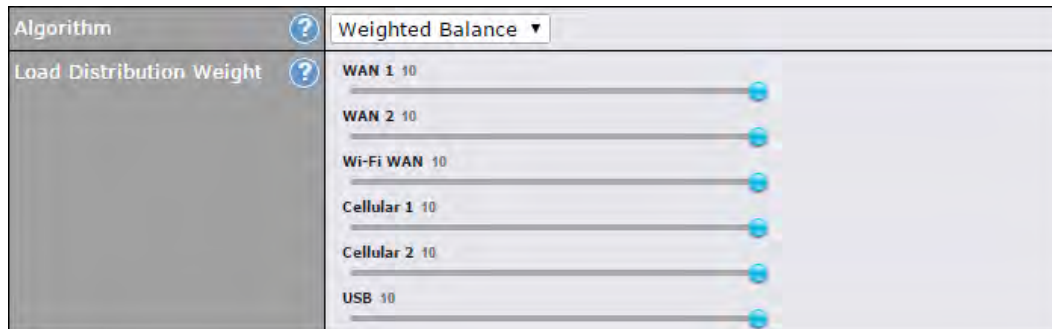 Algorithm ? Weighted Balance ▼
Load Distribution Weight ? WAN 1 10
WAN 2 10
Wi-Fi WAN 10
Cellular 1 10
Cellular 2 10
USB 10